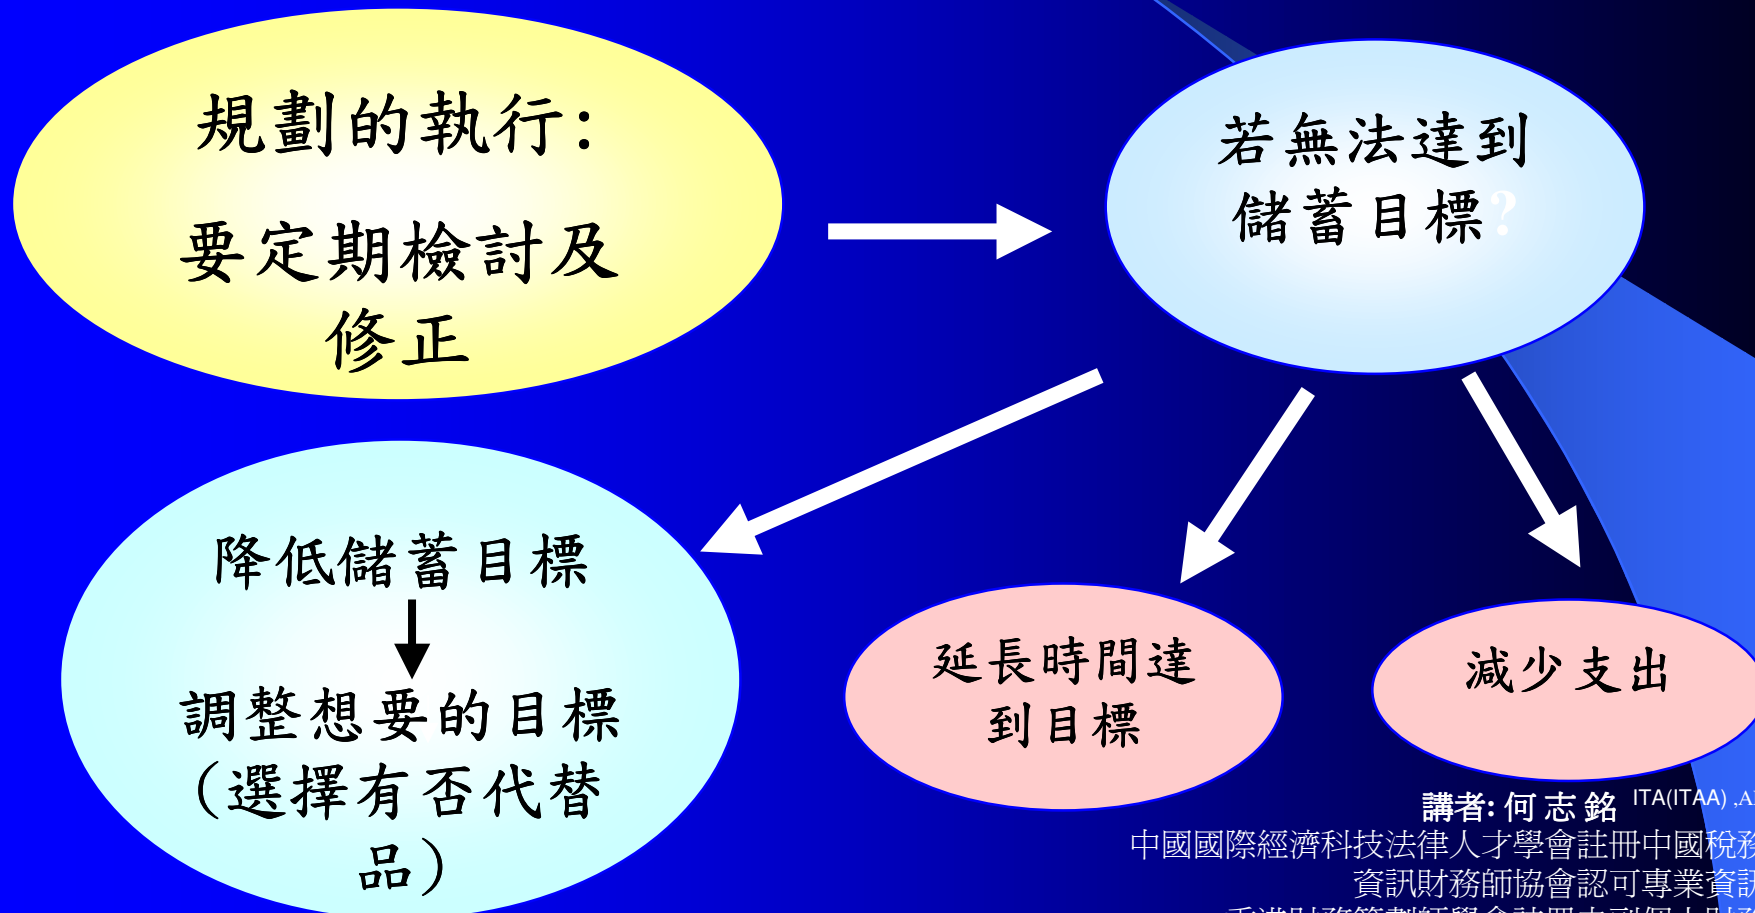 規劃的執行:
要定期檢討及
修正
若無法達到
儲蓄目標?
降低儲蓄目標
調整想要的目標
(選擇有否代替
品)
延長時間達
到目標
減少支出
講者: 何志銘 ITA(ITAA) ,A
中國國際經濟科技法律人才學會註冊中國稅務
資訊財務師協會認可專業資訊